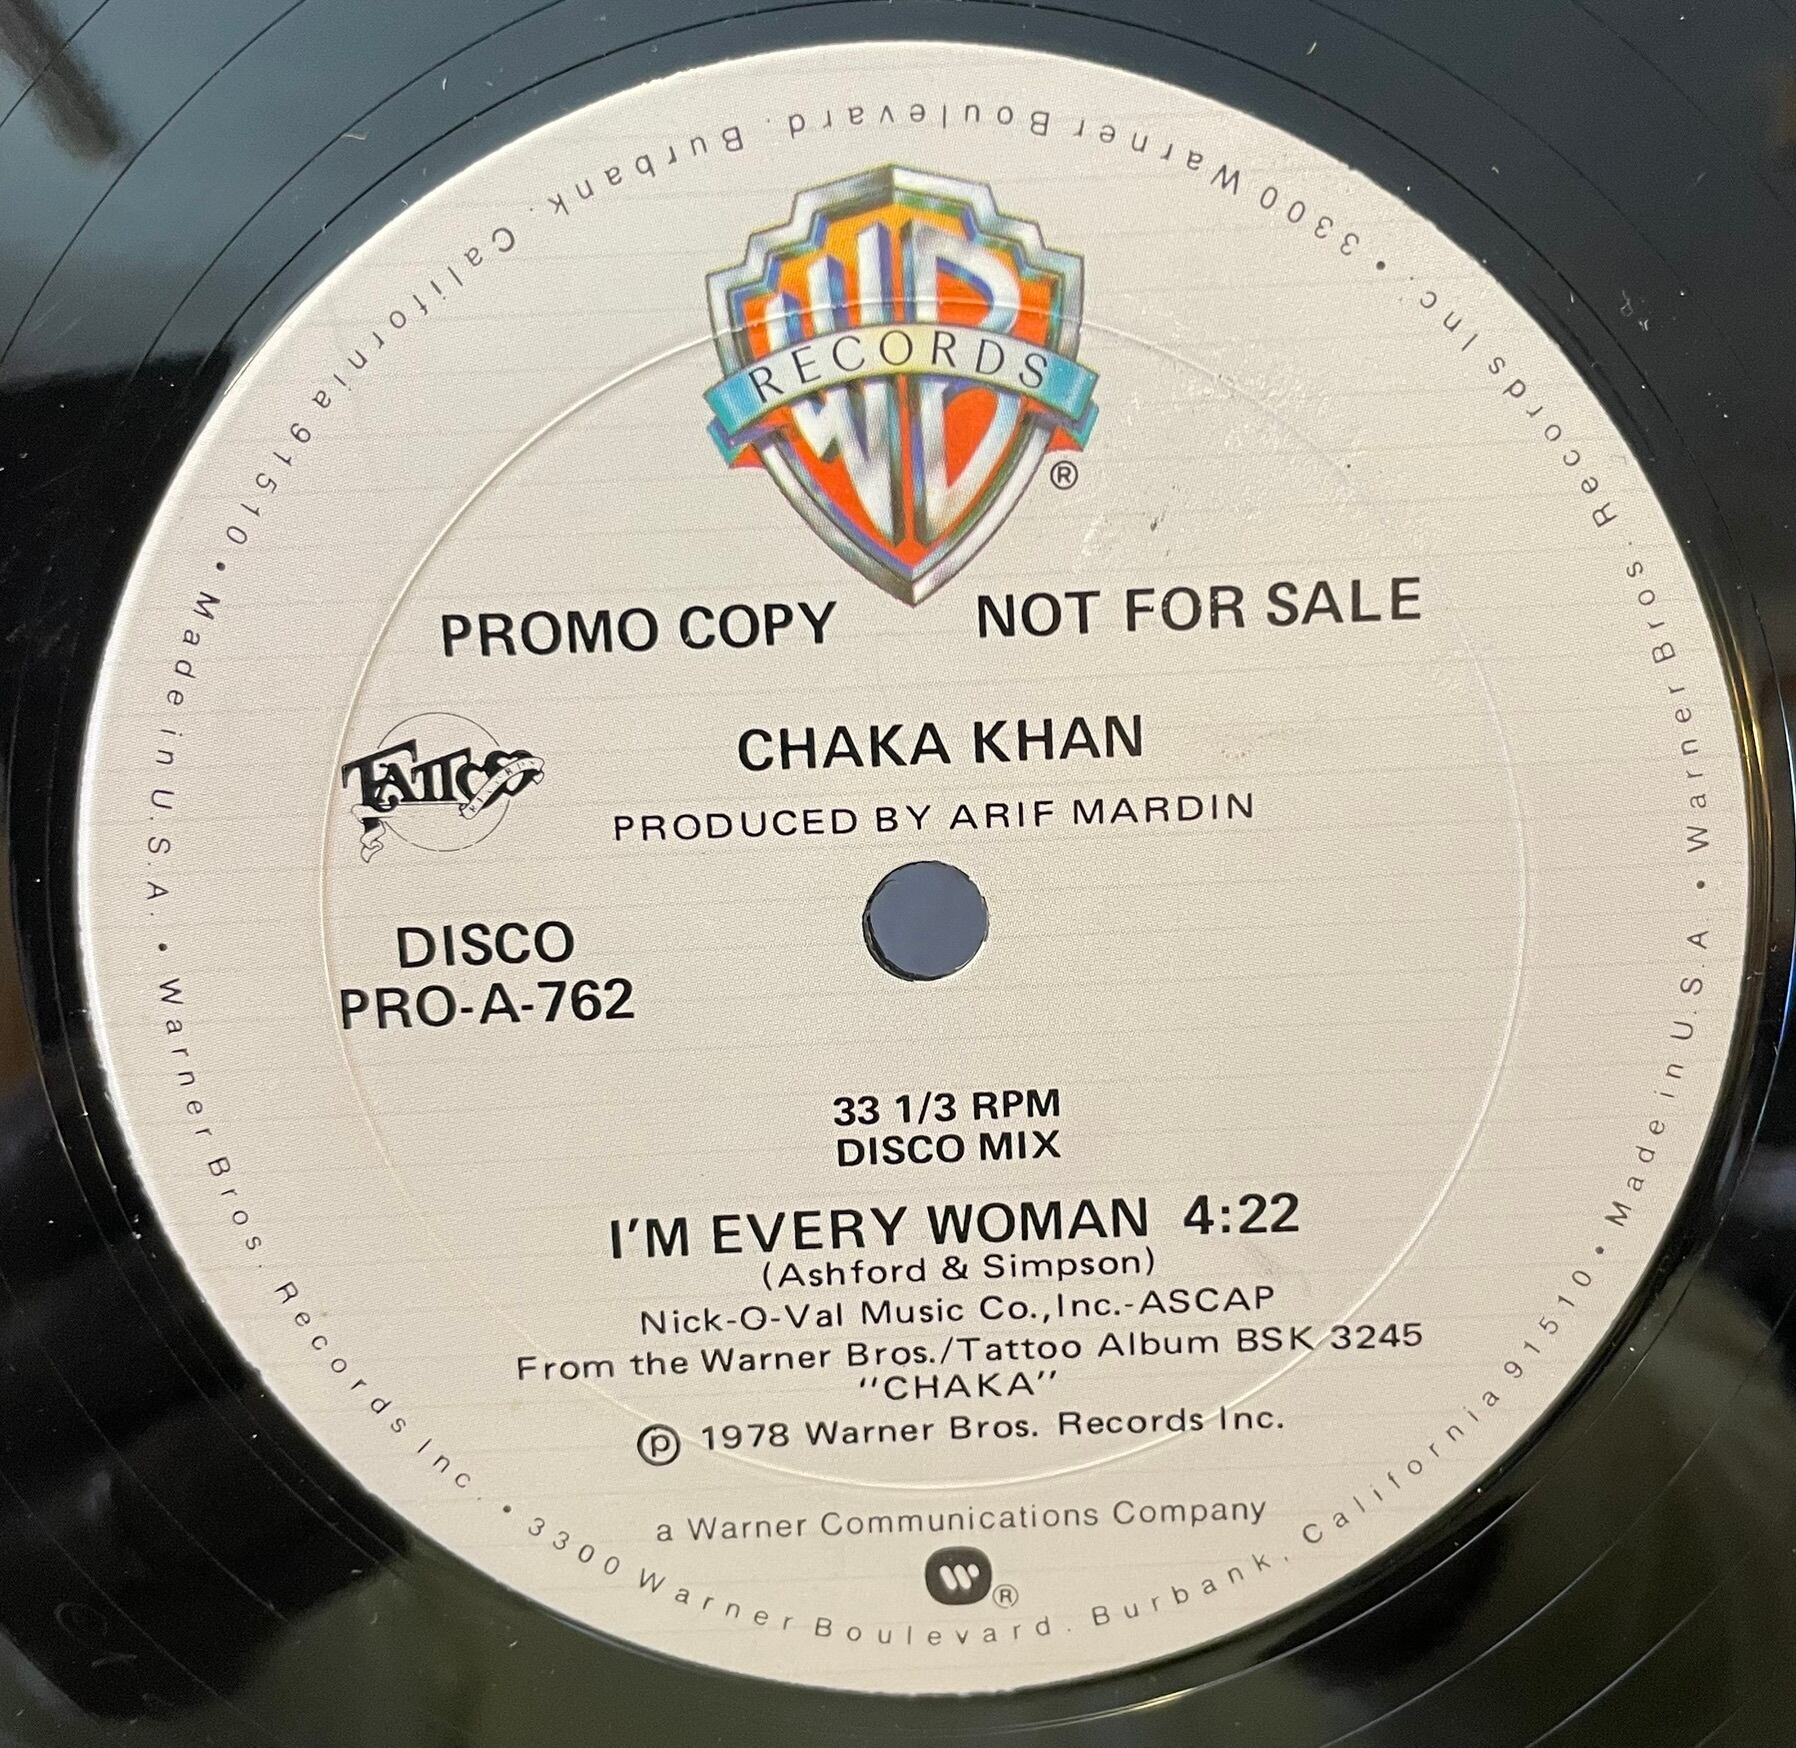 Warner Bros. Records Inc. • 3300 Warner Boulevard. Burbank. California 91510 • Made in U.S.A. •
Warner Bros. Records Inc. • 3300 Warner Boulevard. Burbank. California 91510 • Made in U.S.A. •
WB
RECORDS
®
PROMO COPY NOT FOR SALE
TATTOO
RECORDS
CHAKA KHAN
PRODUCED BY ARIF MARDIN
DISCO
PRO-A-762
33 1/3 RPM
DISCO MIX
I'M EVERY WOMAN 4:22
(Ashford & Simpson)
Nick-O-Val Music Co.,Inc.-ASCAP
From the Warner Bros./Tattoo Album BSK 3245
"CHAKA"
℗ 1978 Warner Bros. Records Inc.
a Warner Communications Company
W ®